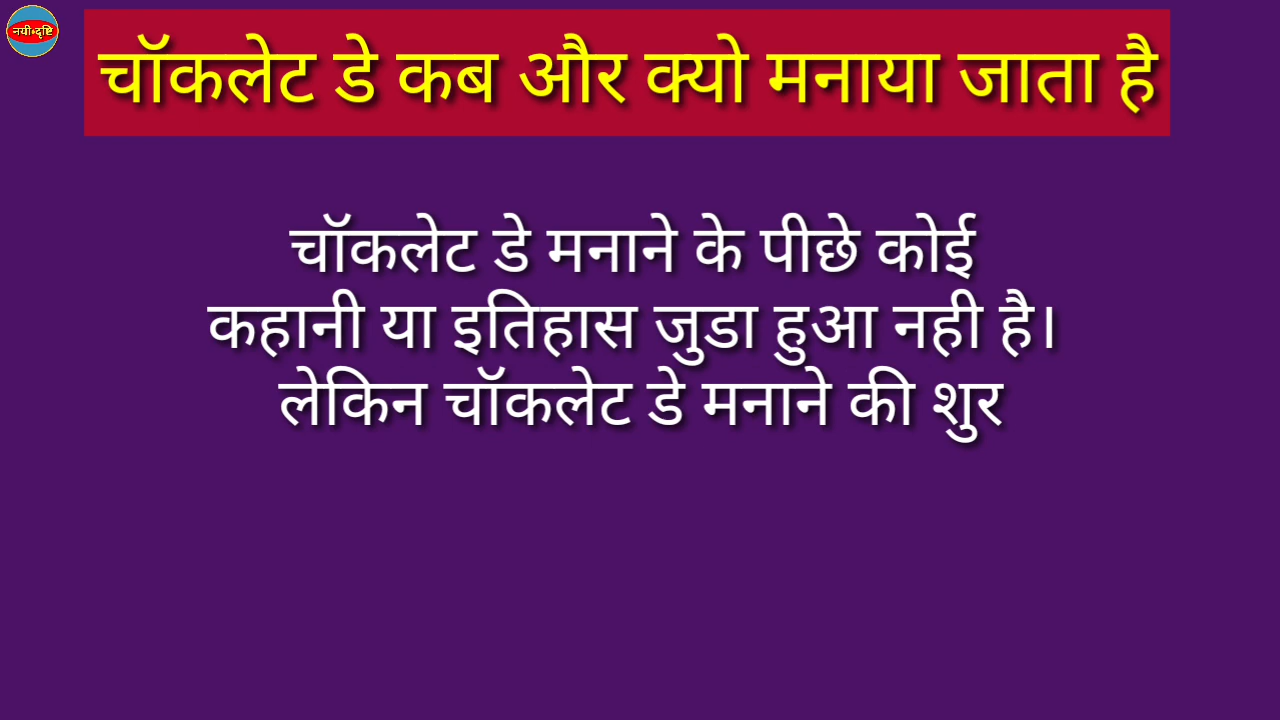 नयी दृष्टि
चॉकलेट डे कब और क्यो मनाया जाता है
चॉकलेट डे मनाने के पीछे कोई
कहानी या इतिहास जुडा हुआ नही है।
लेकिन चॉकलेट डे मनाने की शुर